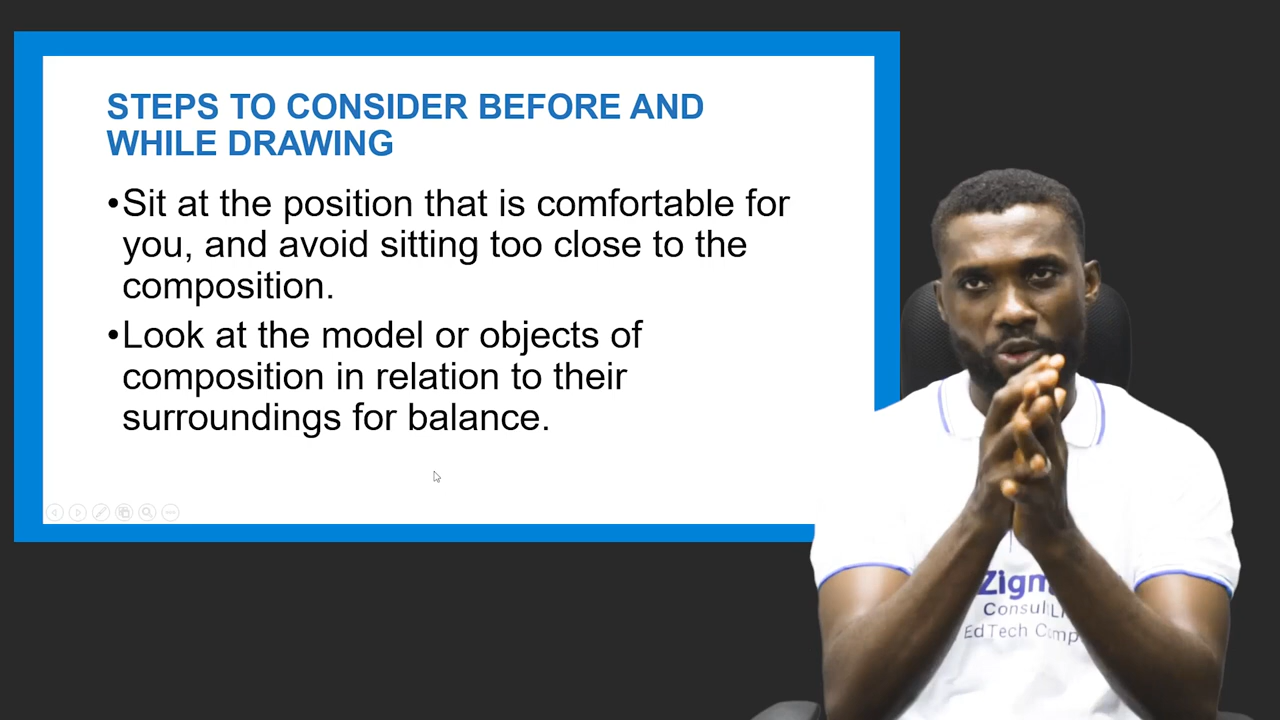 STEPS TO CONSIDER BEFORE AND
WHILE DRAWING
•Sit at the position that is comfortable for
you, and avoid sitting too close to the
composition.
•Look at the model or objects of
composition in relation to their
surroundings for balance.
EdTech